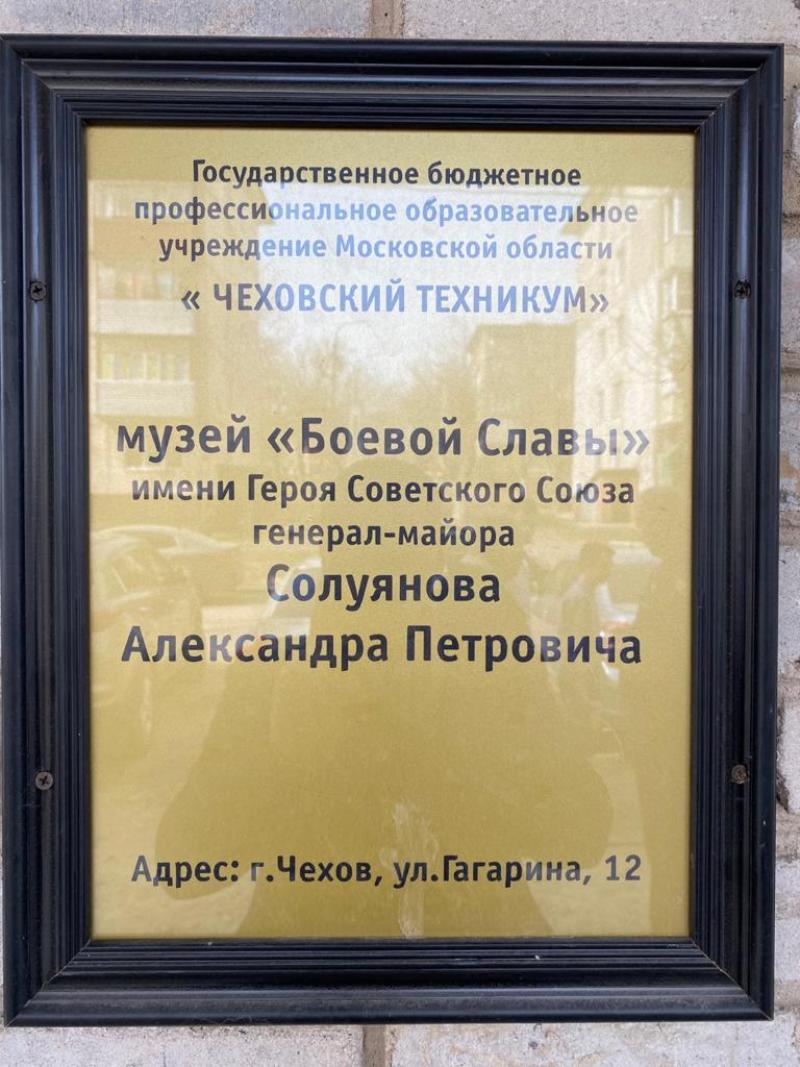 Государственное бюджетное
профессиональное образовательное
учреждение Московской области
« ЧЕХОВСКИЙ ТЕХНИКУМ»
музей «Боевой Славы»
имени Героя Советского Союза
генерал-майора
Солуянова
Александра Петровича
Адрес: г.Чехов, ул.Гагарина, 12